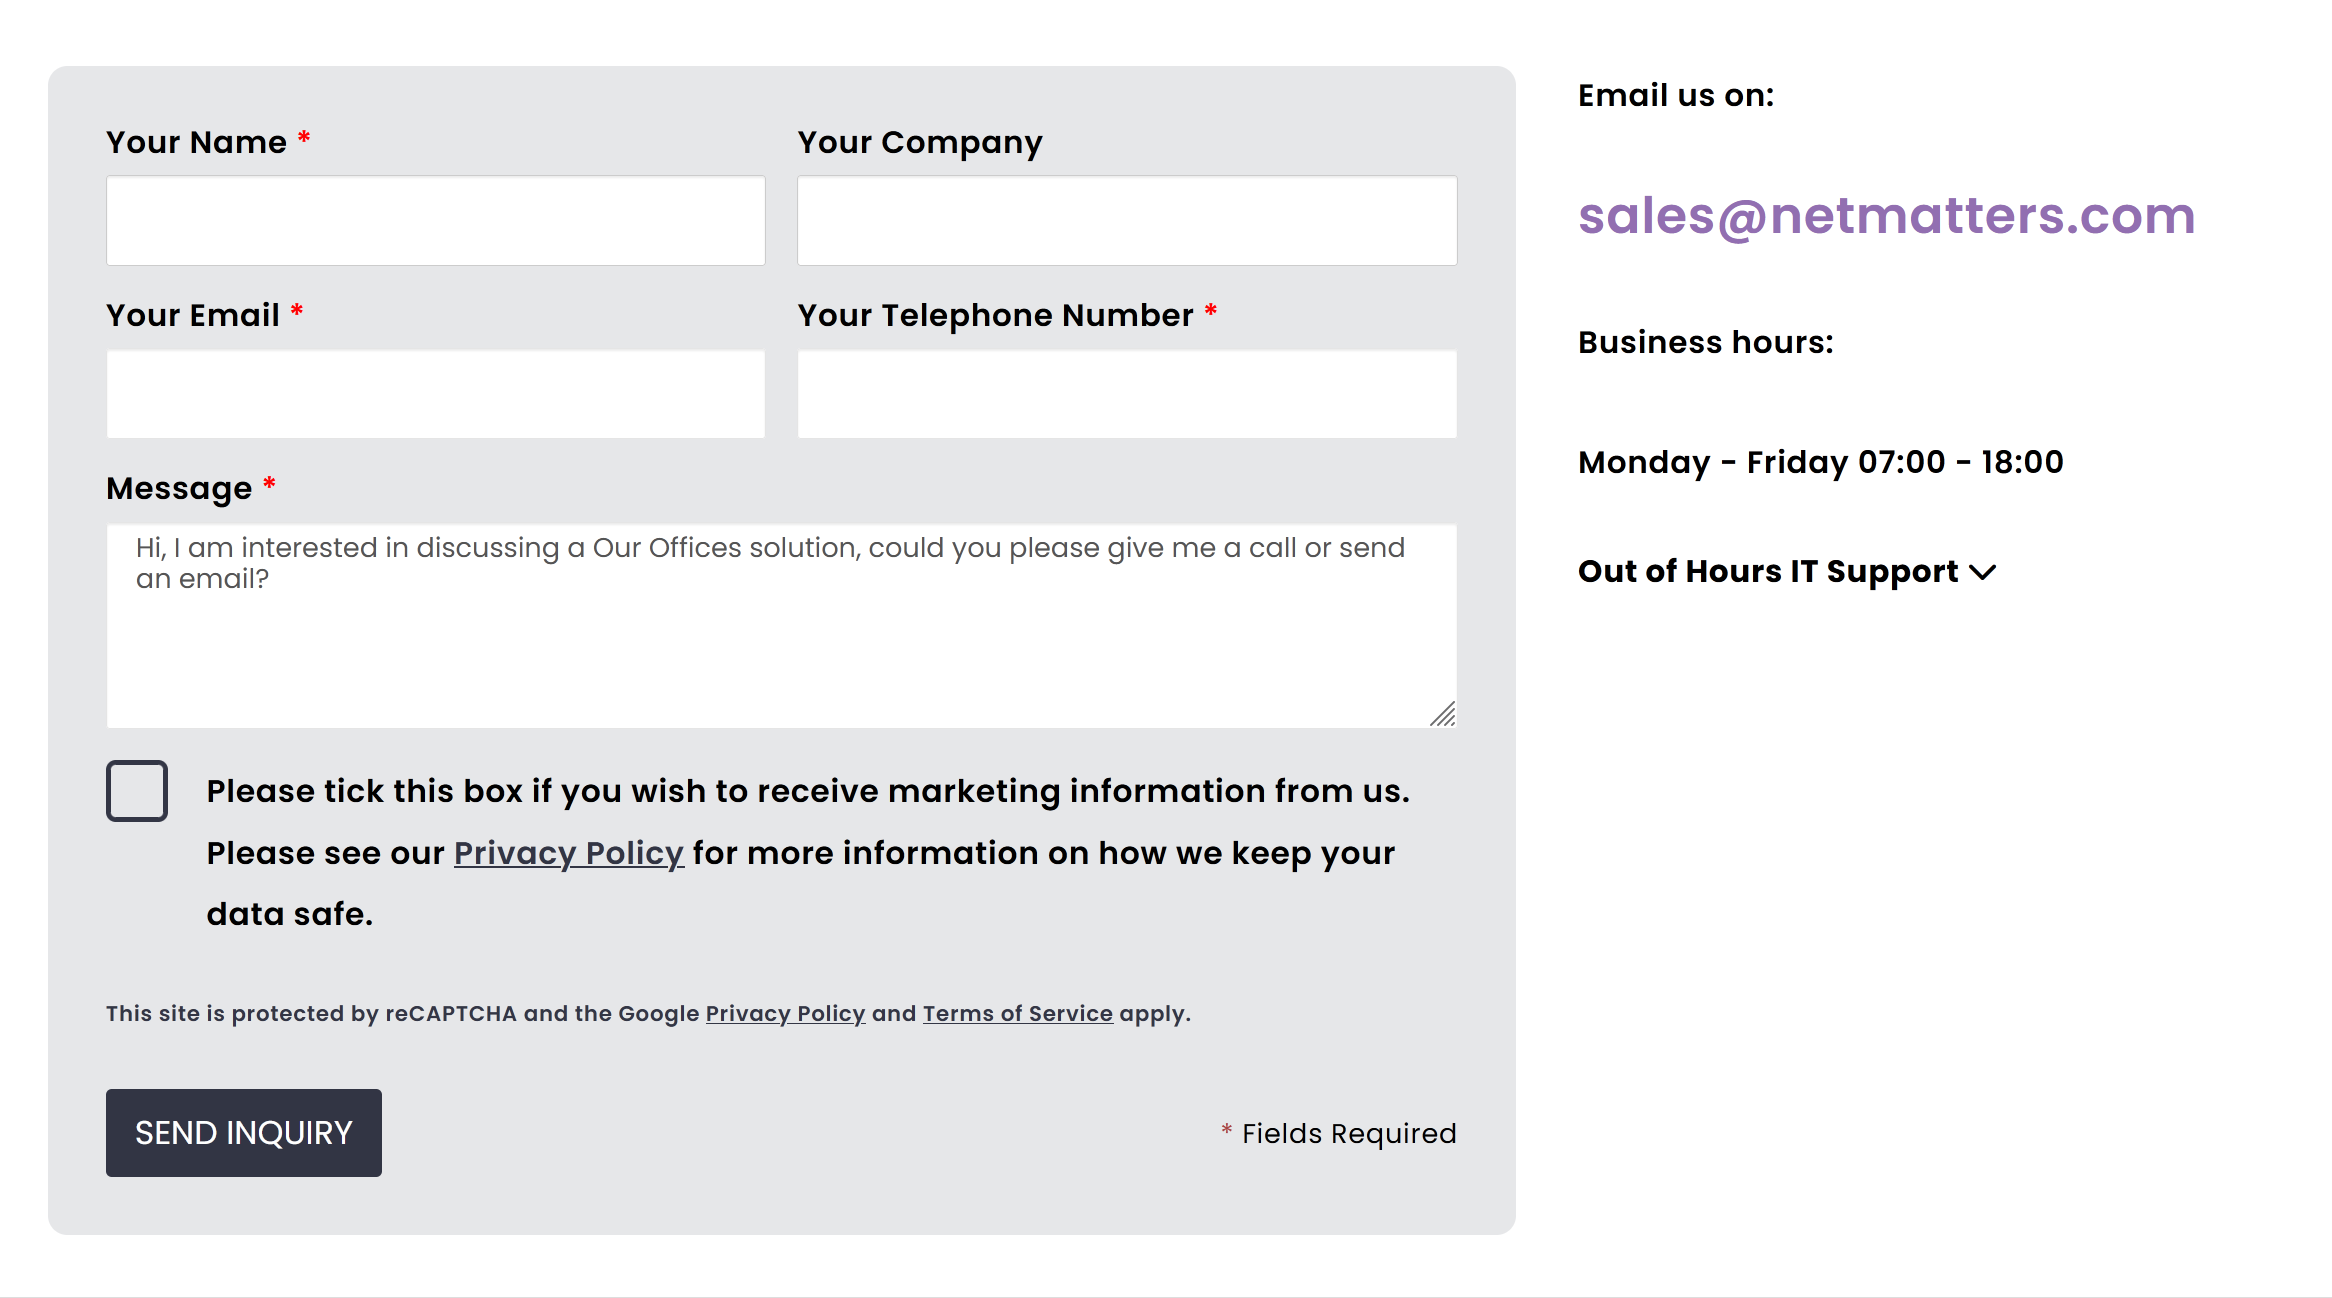 Your Name *
Your Company
Your Email *
Your Telephone Number *
Message *
Hi, I am interested in discussing a Our Offices solution, could you please give me a call or send
an email?
Please tick this box if you wish to receive marketing information from us.
Please see our Privacy Policy for more information on how we keep your
data safe.
This site is protected by reCAPTCHA and the Google Privacy Policy and Terms of Service apply.
SEND INQUIRY
* Fields Required
Email us on:
sales@netmatters.com
Business hours:
Monday - Friday 07:00 - 18:00
Out of Hours IT Support